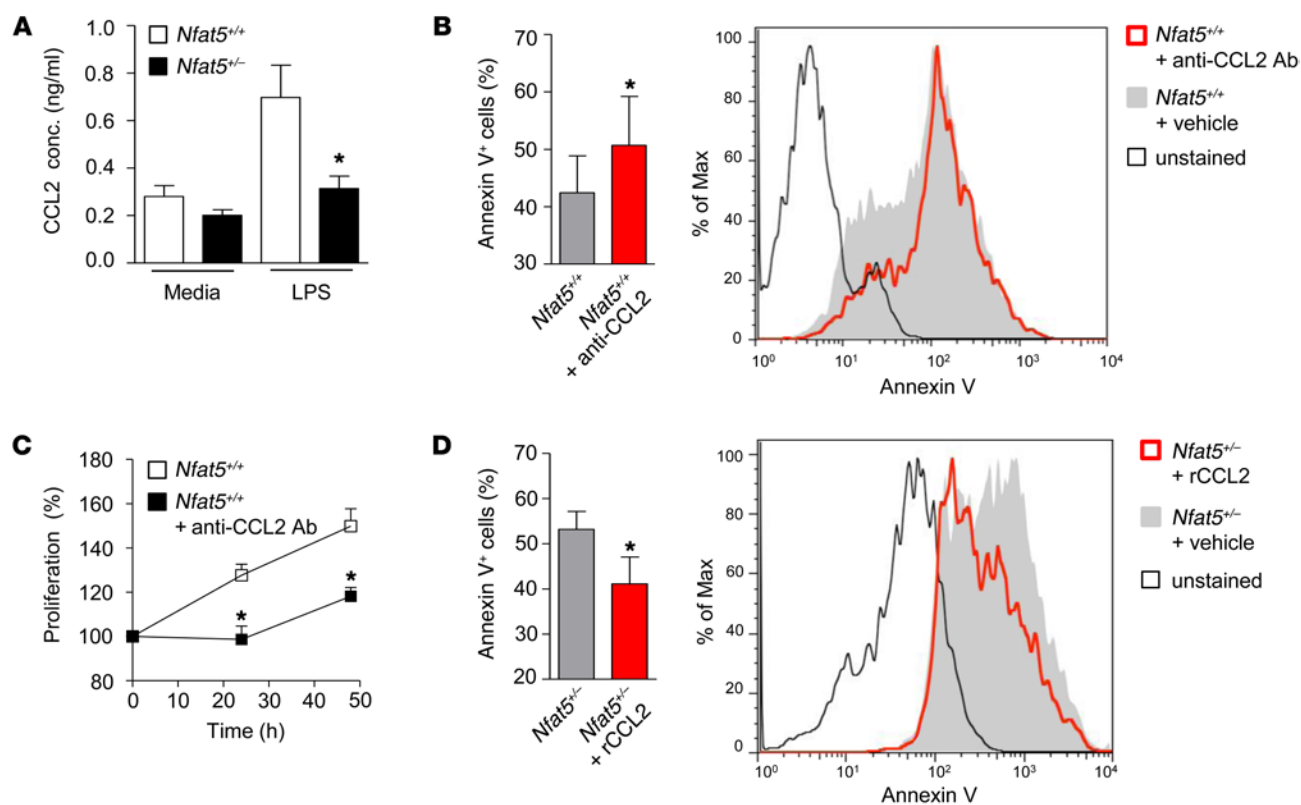 A
Nfat5+/+
Nfat5+/–
CCL2 conc. (ng/ml)
1.0
0.8
0.6
0.4
0.2
0.0
*
Media
LPS
B
Annexin V+ cells (%)
70
60
50
40
30
*
Nfat5+/+
Nfat5+/+
+ anti-CCL2
% of Max
100
80
60
40
20
0
100
101
102
103
104
Annexin V
Nfat5+/+
+ anti-CCL2 Ab
Nfat5+/+
+ vehicle
unstained
C
Proliferation (%)
180
160
140
120
100
80
Nfat5+/+
Nfat5+/+
+ anti-CCL2 Ab
*
*
0
10
20
30
40
50
Time (h)
D
Annexin V+ cells (%)
70
60
50
40
30
20
*
Nfat5+/–
Nfat5+/–
+ rCCL2
% of Max
100
80
60
40
20
0
100
101
102
103
104
Annexin V
Nfat5+/–
+ rCCL2
Nfat5+/–
+ vehicle
unstained